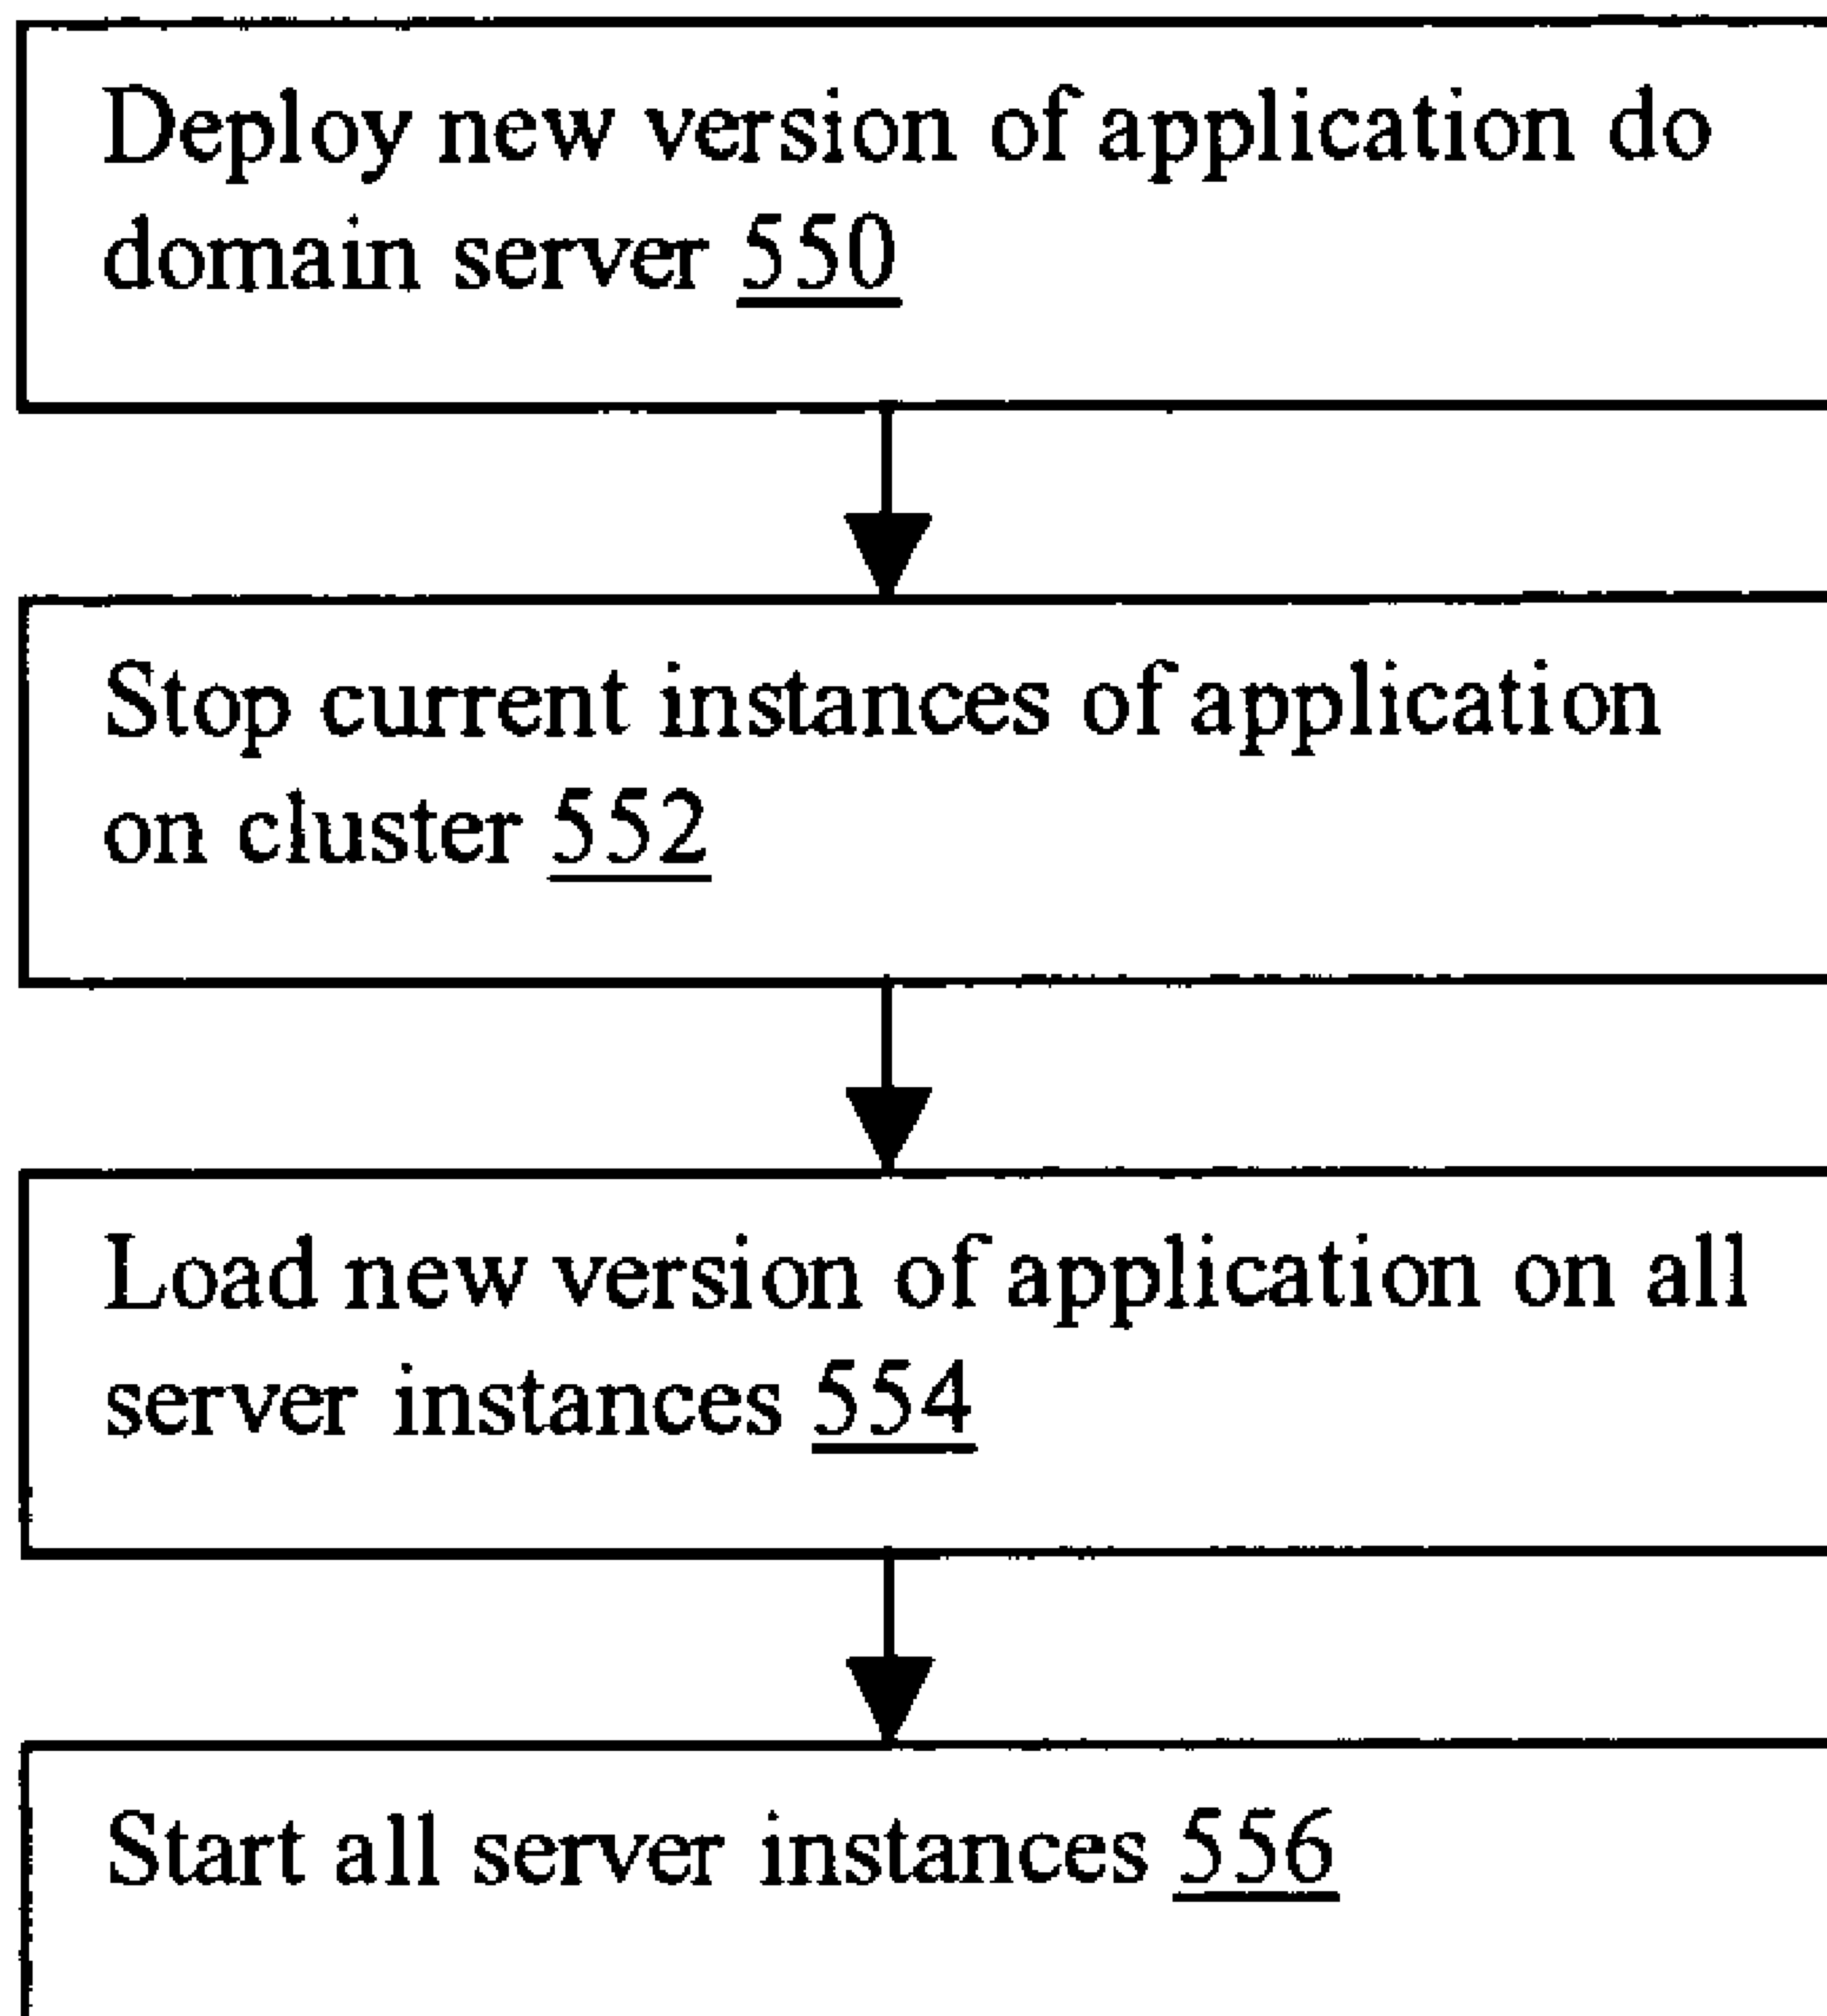 Deploy new version of application do
domain server 550
Stop current instances of application
on cluster 552
Load new version of application on all
server instances 554
Start all server instances 556